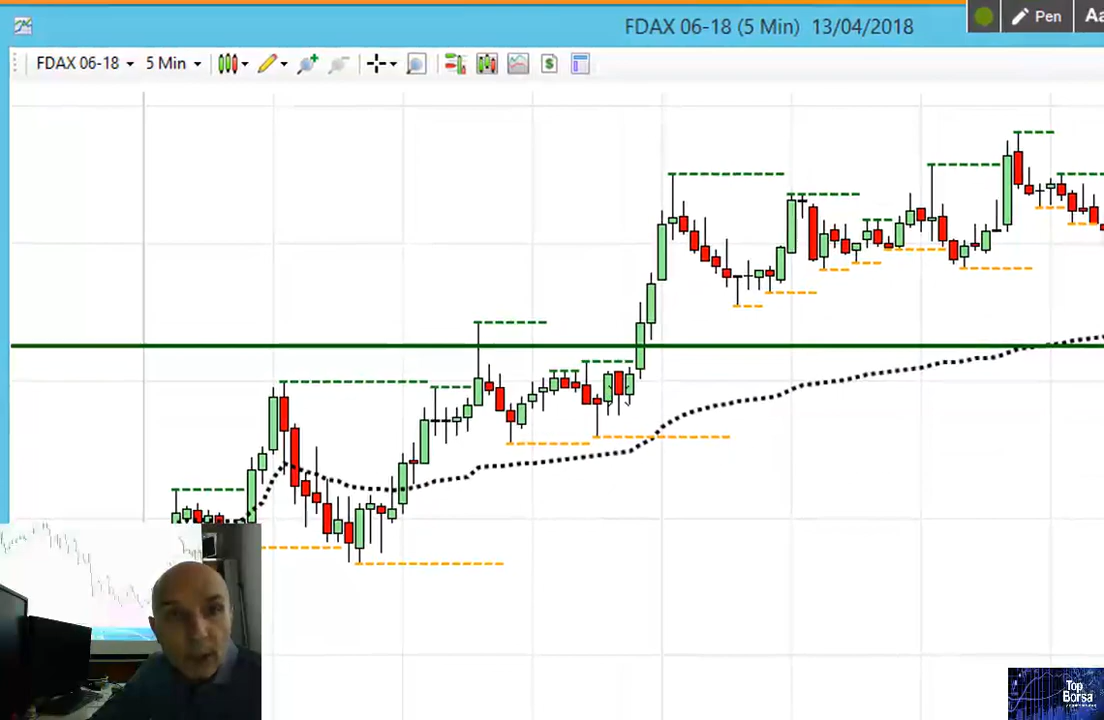 FDAX 06-18 (5 Min) 13/04/2018
Pen
Aa
FDAX 06-18
5 Min
$
Top
Borsa